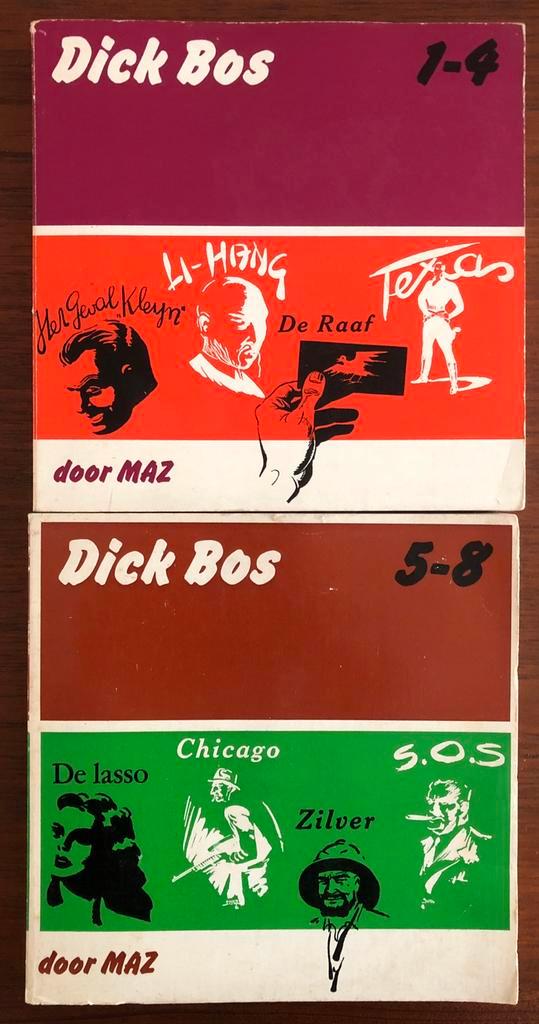 Dick Bos 1-4
Het Geval "Kleyn"
LI-HANG
De Raaf
Texas
door MAZ
Dick Bos 5-8
De lasso
Chicago
Zilver
S.O.S
door MAZ